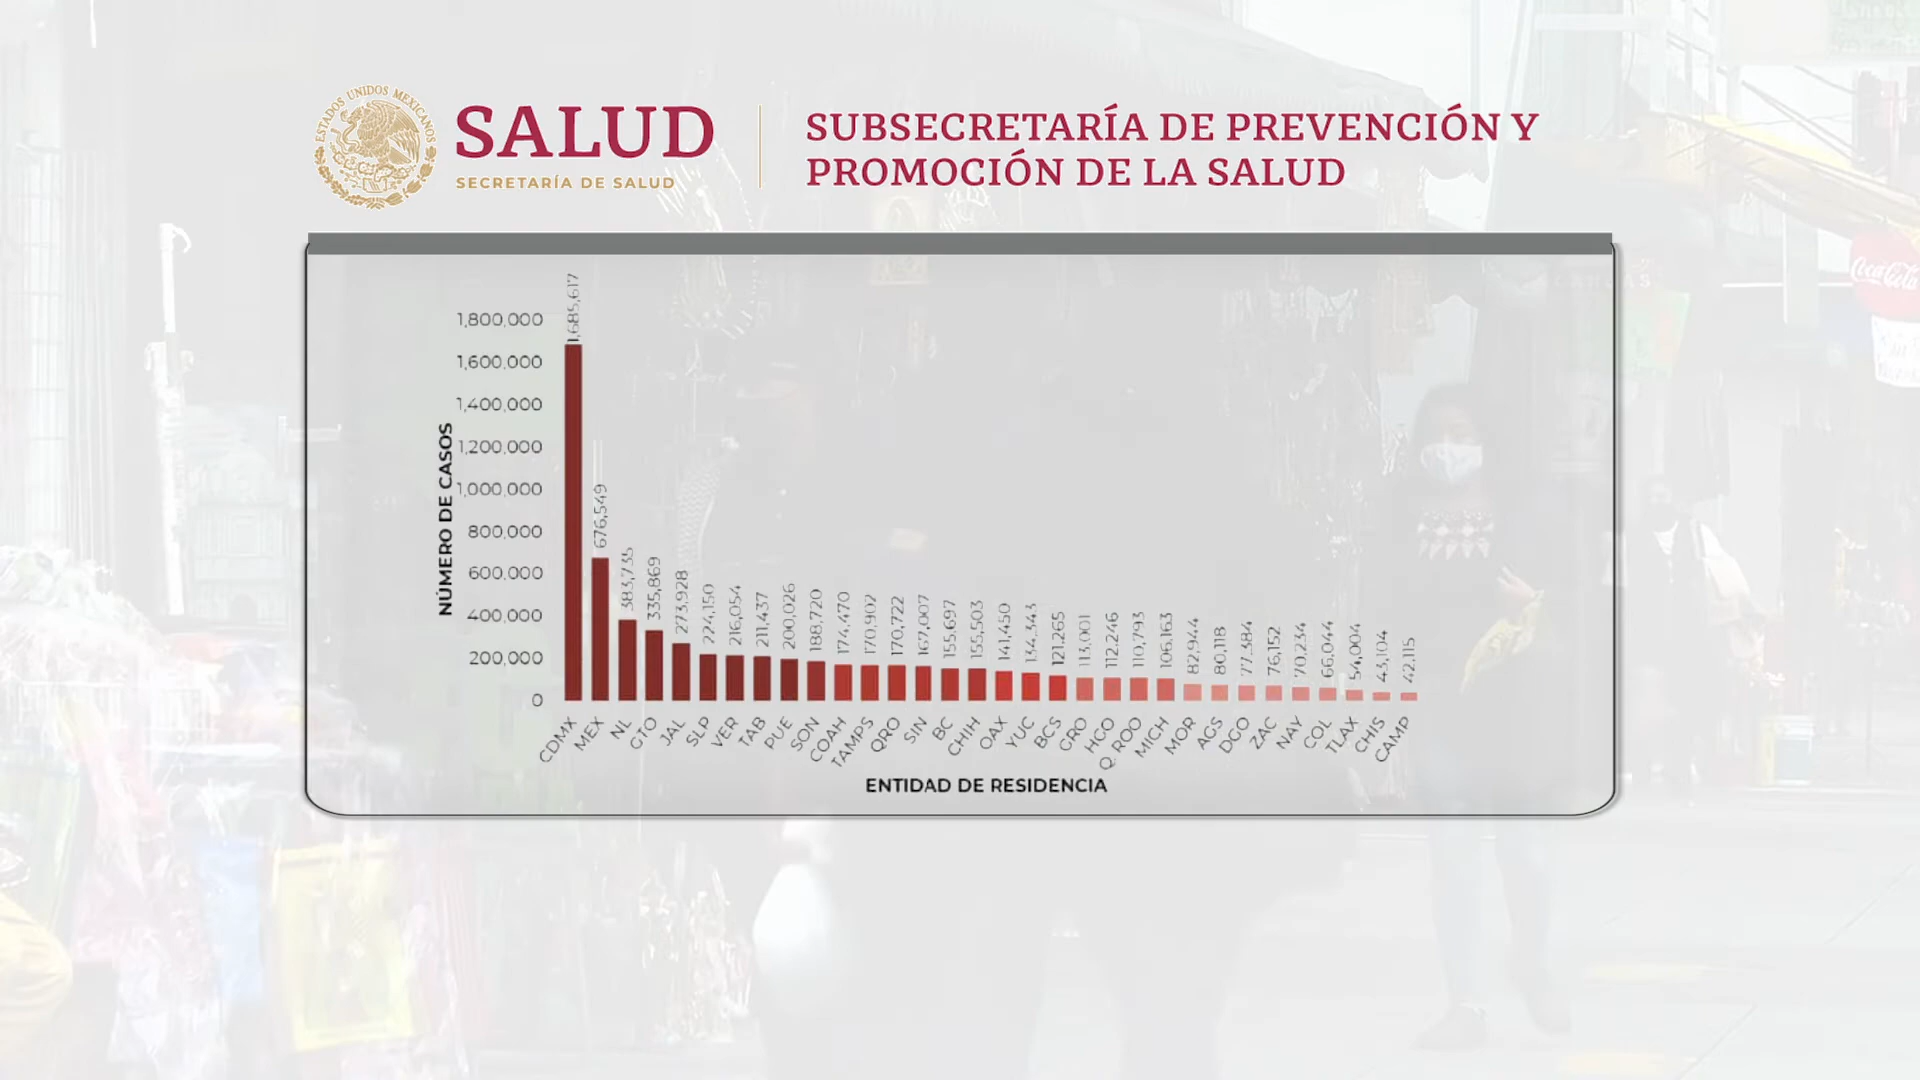 ESTADOS UNIDOS MEXICANOS
SALUD
SECRETARÍA DE SALUD
SUBSECRETARÍA DE PREVENCIÓN Y
PROMOCIÓN DE LA SALUD
NÚMERO DE CASOS
1,800,000
1,600,000
1,400,000
1,200,000
1,000,000
800,000
600,000
400,000
200,000
0
1,685,617
676,549
383,735
335,869
273,928
224,150
216,054
211,437
200,026
188,720
174,470
170,902
170,722
167,007
155,697
155,503
141,450
134,343
121,265
113,001
112,246
110,793
106,163
82,944
80,118
77,384
76,152
70,234
66,044
54,004
43,104
42,115
CDMX
MEX
NL
GTO
JAL
SLP
VER
TAB
PUE
SON
COAH
TAMPS
QRO
SIN
BC
CHIH
OAX
YUC
BCS
GRO
HGO
Q. ROO
MICH
MOR
AGS
DGO
ZAC
NAY
COL
TLAX
CHIS
CAMP
ENTIDAD DE RESIDENCIA
Coca-Cola